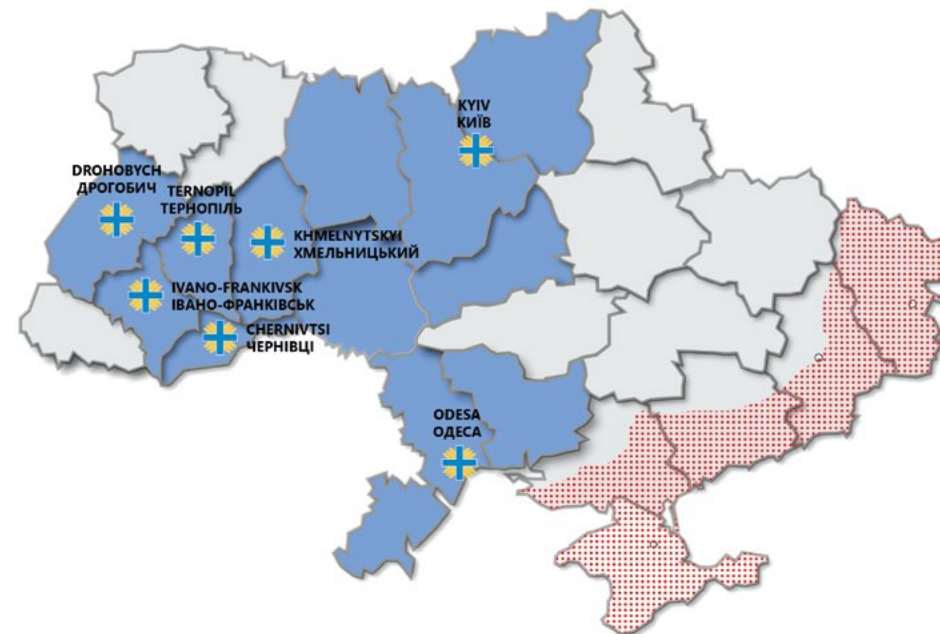 KYIV
КИЇВ
DROHOBYCH
ДРОГОБИЧ
TERNOPIL
ТЕРНОПІЛЬ
KHMELNYTSKYI
ХМЕЛЬНИЦЬКИЙ
IVANO-FRANKIVSK
ІВАНО-ФРАНКІВСЬК
CHERNIVTSI
ЧЕРНІВЦІ
ODESA
ОДЕСА